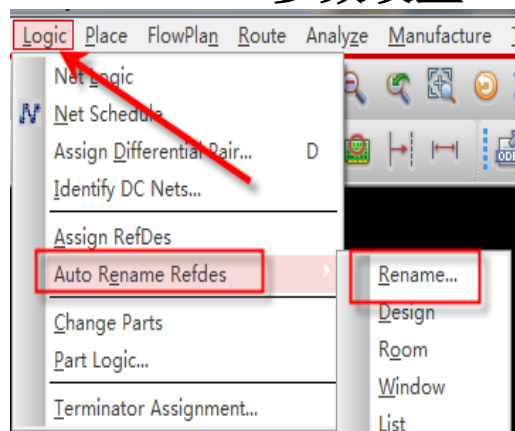 Logic Place FlowPlan Route Analyze Manufacture
Net Logic
Net Schedule
Assign Differential Pair... D
Identify DC Nets...
Assign RefDes
Auto Rename Refdes
Rename...
Change Parts
Design
Part Logic...
Room
Window
Terminator Assignment...
List